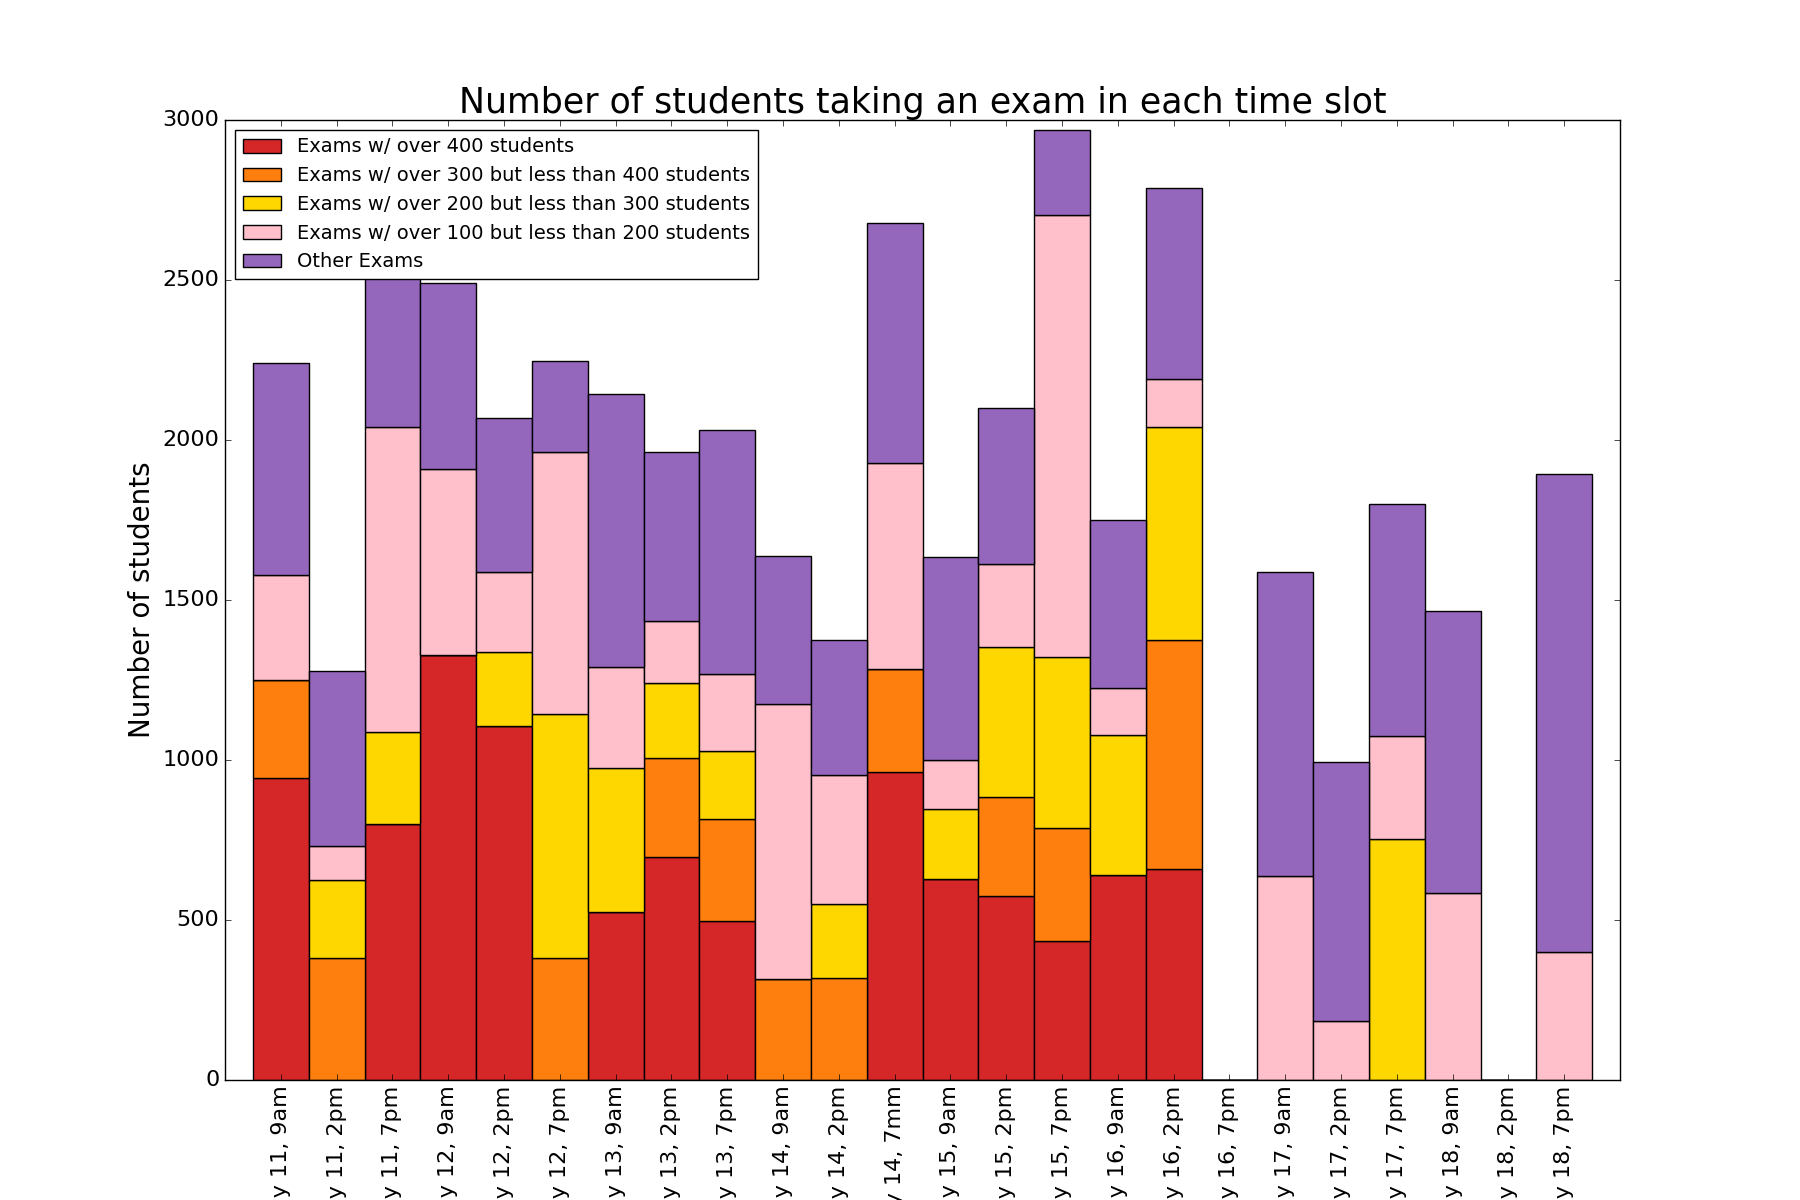 Number of students taking an exam in each time slot
3000
2500
2000
1500
1000
500
0
Number of students
Exams w/ over 400 students
Exams w/ over 300 but less than 400 students
Exams w/ over 200 but less than 300 students
Exams w/ over 100 but less than 200 students
Other Exams
y 11, 9am
y 11, 2pm
y 11, 7pm
y 12, 9am
y 12, 2pm
y 12, 7pm
y 13, 9am
y 13, 2pm
y 13, 7pm
y 14, 9am
y 14, 2pm
y 14, 7mm
y 15, 9am
y 15, 2pm
y 15, 7pm
y 16, 9am
y 16, 2pm
y 16, 7pm
y 17, 9am
y 17, 2pm
y 17, 7pm
y 18, 9am
y 18, 2pm
y 18, 7pm